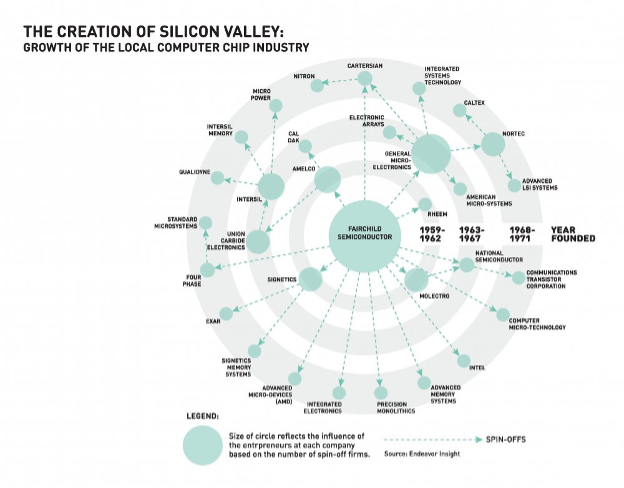 THE CREATION OF SILICON VALLEY:
GROWTH OF THE LOCAL COMPUTER CHIP INDUSTRY
CARTERSIAN
NITRON
INTEGRATED
SYSTEMS
TECHNOLOGY
MICRO
POWER
CALTEX
ELECTRONIC
ARRAYS
INTERSIL
MEMORY
CAL
DAK
NORTEC
GENERAL
MICRO-
ELECTRONICS
AMELCO
QUALIDYNE
ADVANCED
LSI SYSTEMS
INTERSIL
AMERICAN
MICRO-SYSTEMS
RHEEM
STANDARD
MICROSYSTEMS
FAIRCHILD
SEMICONDUCTOR
1959-
1962
1963-
1967
1968-
1971
YEAR
FOUNDED
UNION
CARBIDE
ELECTRONICS
NATIONAL
SEMICONDUCTOR
FOUR
PHASE
SIGNETICS
COMMUNICATIONS
TRANSISTOR
CORPORATION
MOLECTRO
EXAR
COMPUTER
MICRO-TECHNOLOGY
SIGNETICS
MEMORY
SYSTEMS
INTEL
ADVANCED
MICRO-DEVICES
(AMD)
INTEGRATED
ELECTRONICS
PRECISION
MONOLITHICS
ADVANCED
MEMORY
SYSTEMS
LEGEND:
Size of circle reflects the influence of
the entrpreneurs at each company
based on the number of spin-off firms.
SPIN-OFFS
Source: Endeavor Insight